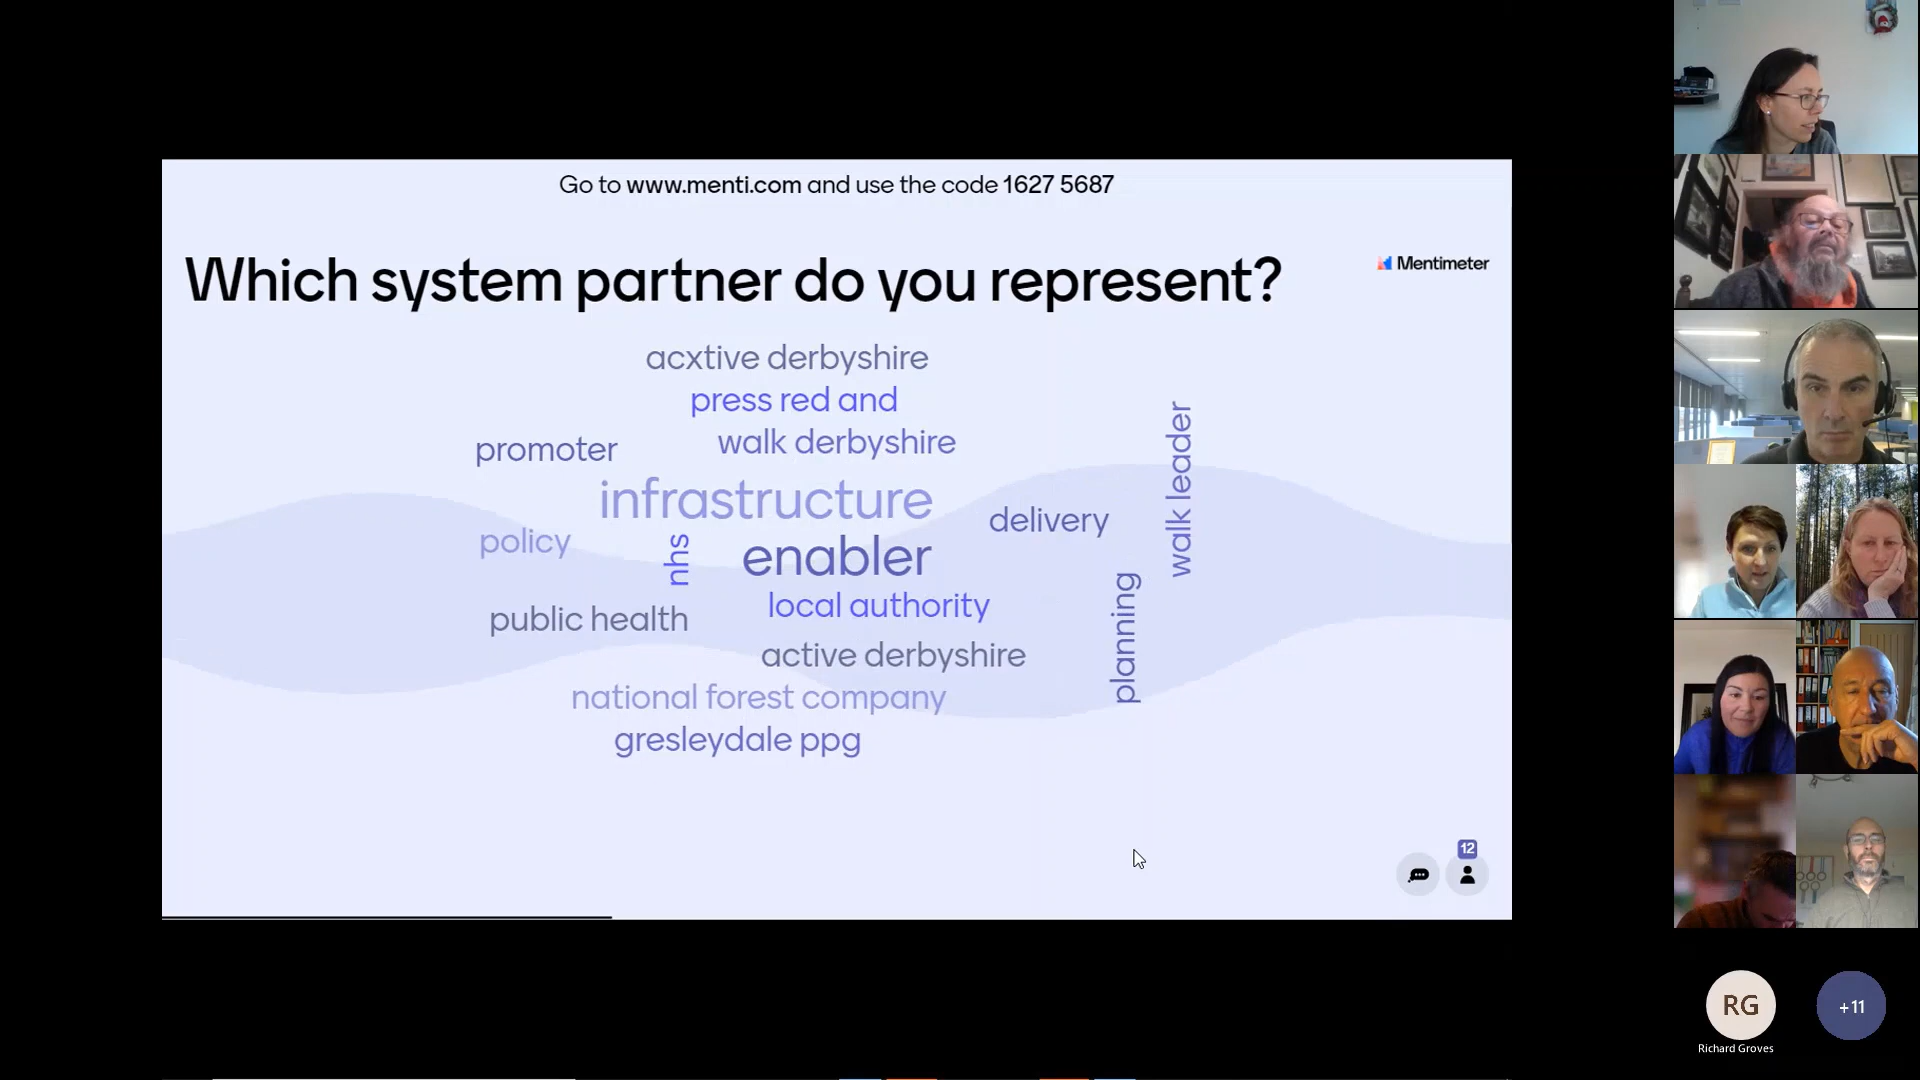 Go to www.menti.com and use the code 1627 5687
Which system partner do you represent?
Mentimeter
acxtive derbyshire
press red and
walk derbyshire
promoter
infrastructure
walk leader
delivery
policy
nhs
enabler
local authority
public health
planning
active derbyshire
national forest company
gresleydale ppg
12
RG
+11
Richard Groves